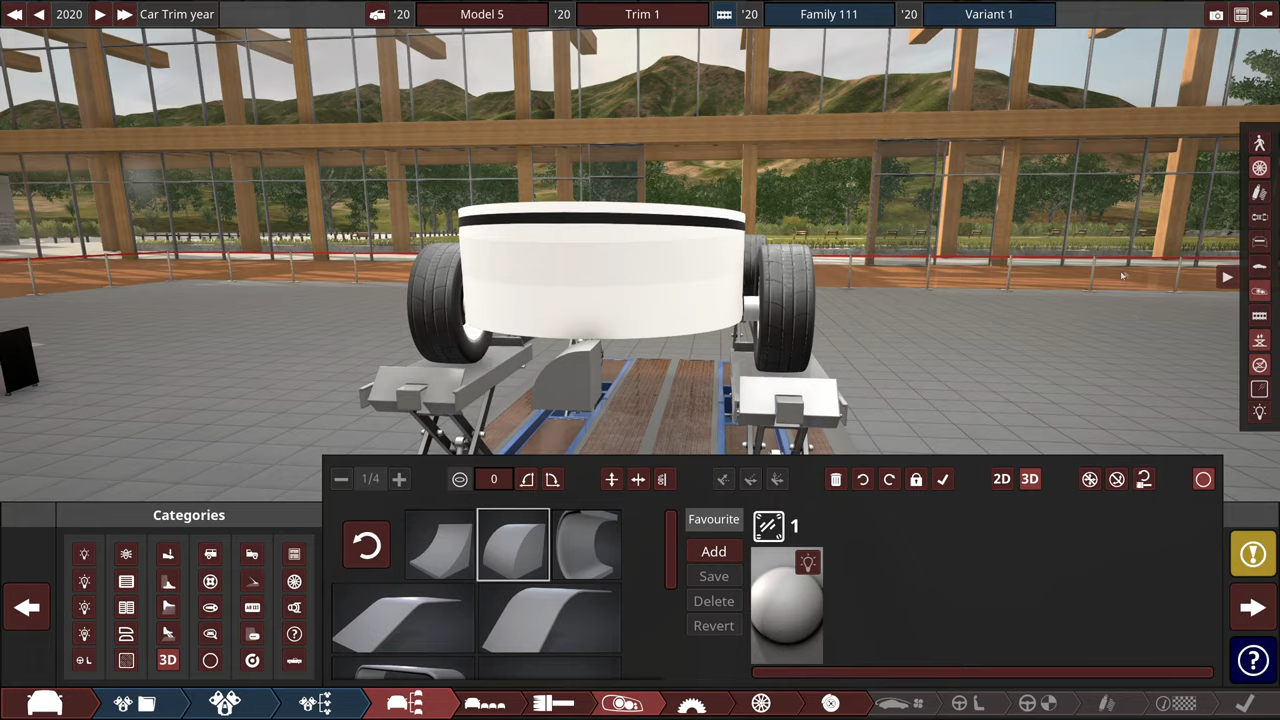 2020 Car Trim year '20 Model 5 '20 Trim 1 '20 Family 111 '20 Variant 1
1/4 0 2D 3D
Categories
Favourite 1
Add
Save
Delete
Revert
3D
?
L